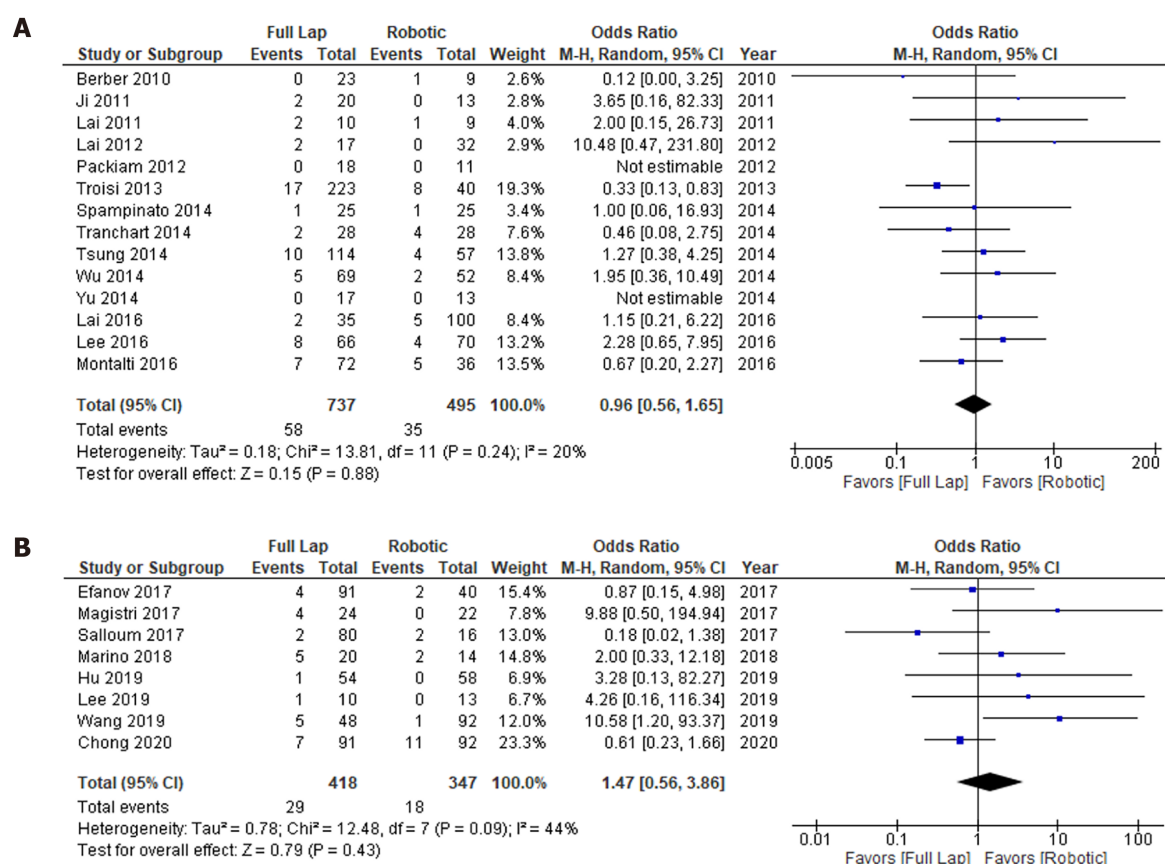 A
Full Lap Robotic Odds Ratio Odds Ratio
Study or Subgroup Events Total Events Total Weight M-H, Random, 95% CI Year M-H, Random, 95% CI
Berber 2010 0 23 1 9 2.6% 0.12 [0.00, 3.25] 2010
Ji 2011 2 20 0 13 2.8% 3.65 [0.16, 82.33] 2011
Lai 2011 2 10 1 9 4.0% 2.00 [0.15, 26.73] 2011
Lai 2012 2 17 0 32 2.9% 10.48 [0.47, 231.80] 2012
Packiam 2012 0 18 0 11 Not estimable 2012
Troisi 2013 17 223 8 40 19.3% 0.33 [0.13, 0.83] 2013
Spampinato 2014 1 25 1 25 3.4% 1.00 [0.06, 16.93] 2014
Tranchart 2014 2 28 4 28 7.6% 0.46 [0.08, 2.75] 2014
Tsung 2014 10 114 4 57 13.8% 1.27 [0.38, 4.25] 2014
Wu 2014 5 69 2 52 8.4% 1.95 [0.36, 10.49] 2014
Yu 2014 0 17 0 13 Not estimable 2014
Lai 2016 2 35 5 100 8.4% 1.15 [0.21, 6.22] 2016
Lee 2016 8 66 4 70 13.2% 2.28 [0.65, 7.95] 2016
Montalti 2016 7 72 5 36 13.5% 0.67 [0.20, 2.27] 2016
Total (95% CI) 737 495 100.0% 0.96 [0.56, 1.65]
Total events 58 35
Heterogeneity: Tau² = 0.18; Chi² = 13.81, df = 11 (P = 0.24); I² = 20%
Test for overall effect: Z = 0.15 (P = 0.88)
0.005 0.1 1 10 200
Favors [Full Lap] Favors [Robotic]
B
Full Lap Robotic Odds Ratio Odds Ratio
Study or Subgroup Events Total Events Total Weight M-H, Random, 95% CI Year M-H, Random, 95% CI
Efanov 2017 4 91 2 40 15.4% 0.87 [0.15, 4.98] 2017
Magistri 2017 4 24 0 22 7.8% 9.88 [0.50, 194.94] 2017
Salloum 2017 2 80 2 16 13.0% 0.18 [0.02, 1.38] 2017
Marino 2018 5 20 2 14 14.8% 2.00 [0.33, 12.18] 2018
Hu 2019 1 54 0 58 6.9% 3.28 [0.13, 82.27] 2019
Lee 2019 1 10 0 13 6.7% 4.26 [0.16, 116.34] 2019
Wang 2019 5 48 1 92 12.0% 10.58 [1.20, 93.37] 2019
Chong 2020 7 91 11 92 23.3% 0.61 [0.23, 1.66] 2020
Total (95% CI) 418 347 100.0% 1.47 [0.56, 3.86]
Total events 29 18
Heterogeneity: Tau² = 0.78; Chi² = 12.48, df = 7 (P = 0.09); I² = 44%
Test for overall effect: Z = 0.79 (P = 0.43)
0.01 0.1 1 10 100
Favors [Full Lap] Favors [Robotic]